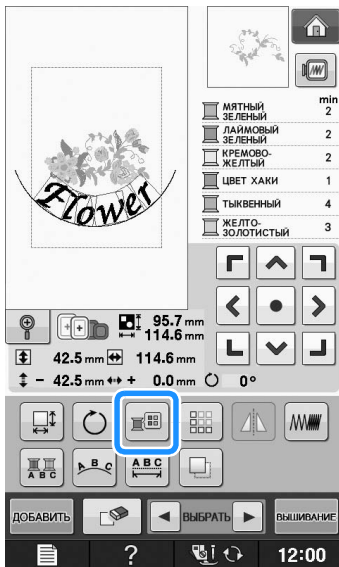 Flower
min
МЯТНЫЙ
ЗЕЛЕНЫЙ 2
ЛАЙМОВЫЙ
ЗЕЛЕНЫЙ 2
КРЕМОВО-
ЖЕЛТЫЙ 2
ЦВЕТ ХАКИ 1
ТЫКВЕННЫЙ 4
ЖЕЛТО-
ЗОЛОТИСТЫЙ 3
95.7 mm
114.6 mm
42.5 mm 114.6 mm
- 42.5 mm + 0.0 mm 0°
A B C A B C A B C
ДОБАВИТЬ ВЫБРАТЬ ВЫШИВАНИЕ
? 12:00